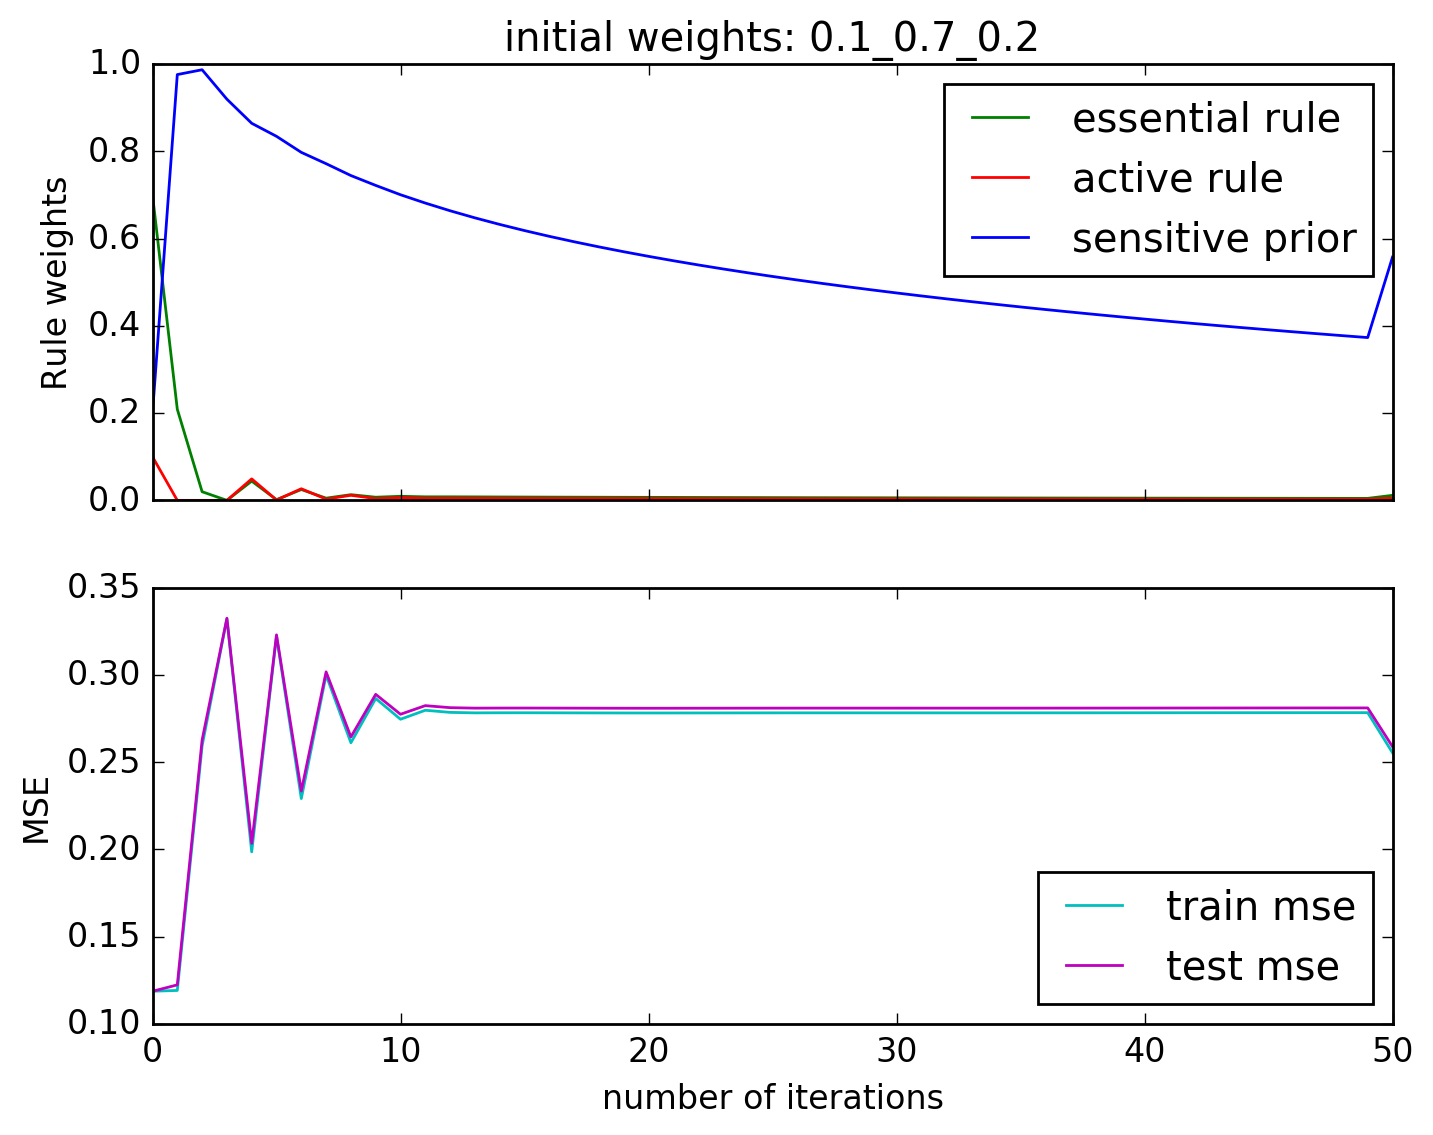 initial weights: 0.1_0.7_0.2
1.0
0.8
0.6
0.4
0.2
0.0
Rule weights
essential rule
active rule
sensitive prior
0.35
0.30
0.25
0.20
0.15
0.10
MSE
train mse
test mse
0 10 20 30 40 50
number of iterations